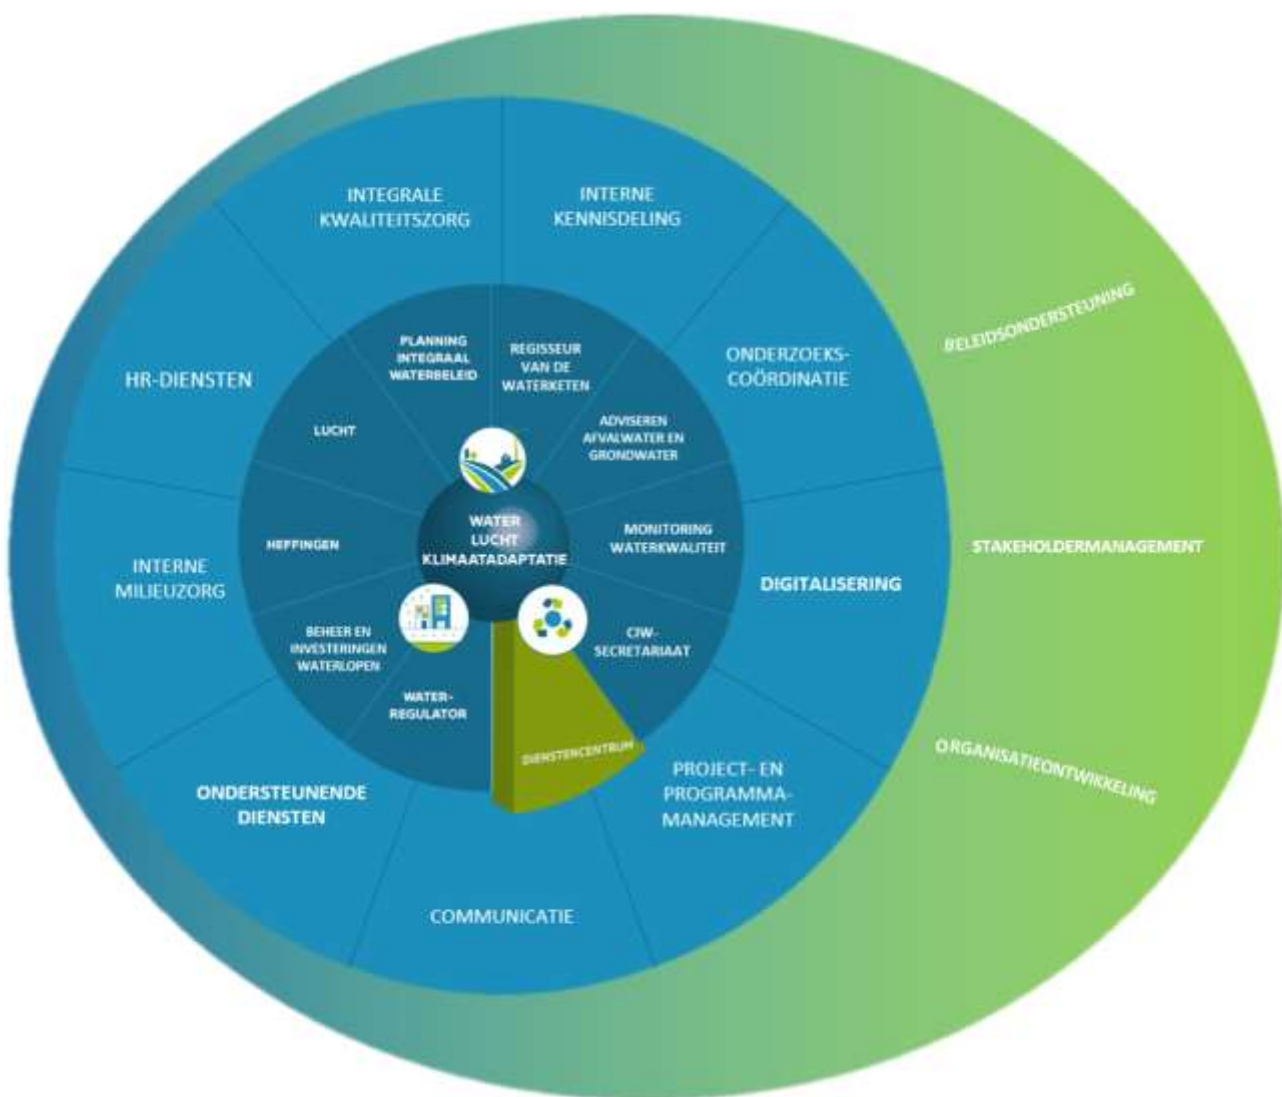 INTEGRALE
KWALITEITSZORG
INTERNE
KENNISDELING
ONDERZOEKS-
COÖRDINATIE
DIGITALISERING
PROJECT- EN
PROGRAMMA-
MANAGEMENT
COMMUNICATIE
ONDERSTEUNENDE
DIENSTEN
INTERNE
MILIEUZORG
HR-DIENSTEN
PLANNING
INTEGRAAL
WATERBELEID
REGISSEUR
VAN DE
WATERKETEN
ADVISEREN
AFVALWATER EN
GRONDWATER
MONITORING
WATERKWALITEIT
CIW-
SECRETARIAAT
DIENSTENCENTRUM
WATER-
REGULATOR
BEHEER EN
INVESTERINGEN
WATERLOPEN
HEFFINGEN
LUCHT
WATER
LUCHT
KLIMAATADAPTATIE
BELEIDSONDERSTEUNING
STAKEHOLDERMANAGEMENT
ORGANISATIEONTWIKKELING